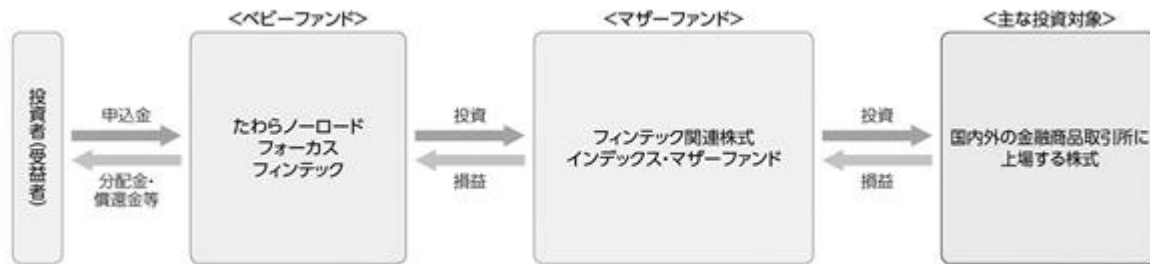 <ベビーファンド>
<マザーファンド>
<主な投資対象>
投資者(受益者)
申込金
分配金・
償還金等
たわらノーロード
フォーカス
フィンテック
投資
損益
フィンテック関連株式
インデックス・マザーファンド
投資
損益
国内外の金融商品取引所に
上場する株式